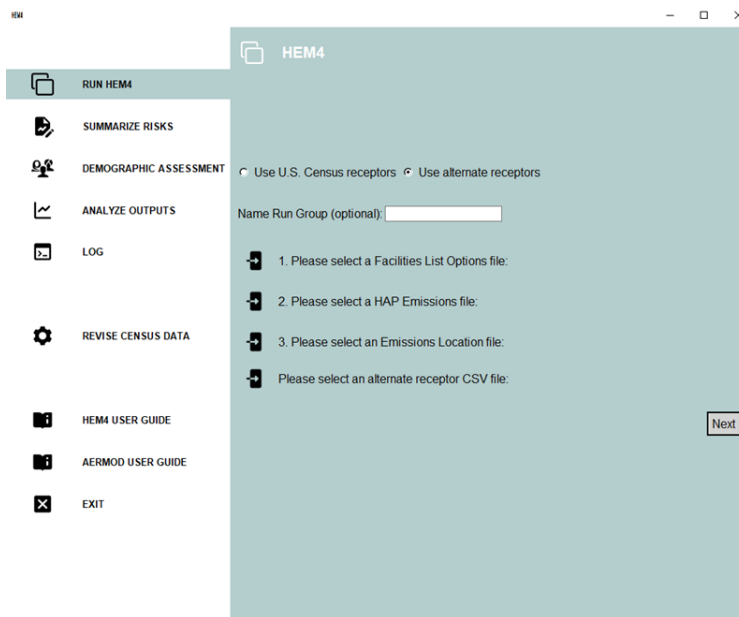 HEM4
HEM4
RUN HEM4
SUMMARIZE RISKS
DEMOGRAPHIC ASSESSMENT
ANALYZE OUTPUTS
LOG
REVISE CENSUS DATA
HEM4 USER GUIDE
AERMOD USER GUIDE
EXIT
Use U.S. Census receptors Use alternate receptors
Name Run Group (optional):
1. Please select a Facilities List Options file:
2. Please select a HAP Emissions file:
3. Please select an Emissions Location file:
Please select an alternate receptor CSV file:
Next